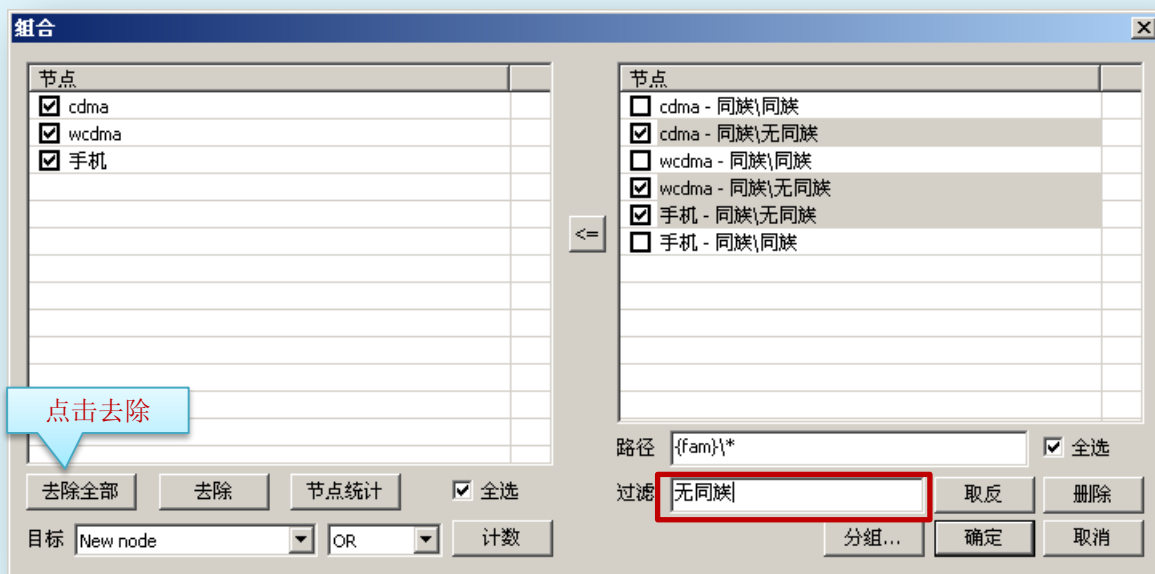 组合
节点
cdma
wcdma
手机
<=
节点
cdma - 同族\同族
cdma - 同族\无同族
wcdma - 同族\同族
wcdma - 同族\无同族
手机 - 同族\无同族
手机 - 同族\同族
点击去除
路径 {fam}\* 全选
去除全部 去除 节点统计 全选
过滤 无同族 取反 删除
目标 New node OR 计数
分组... 确定 取消